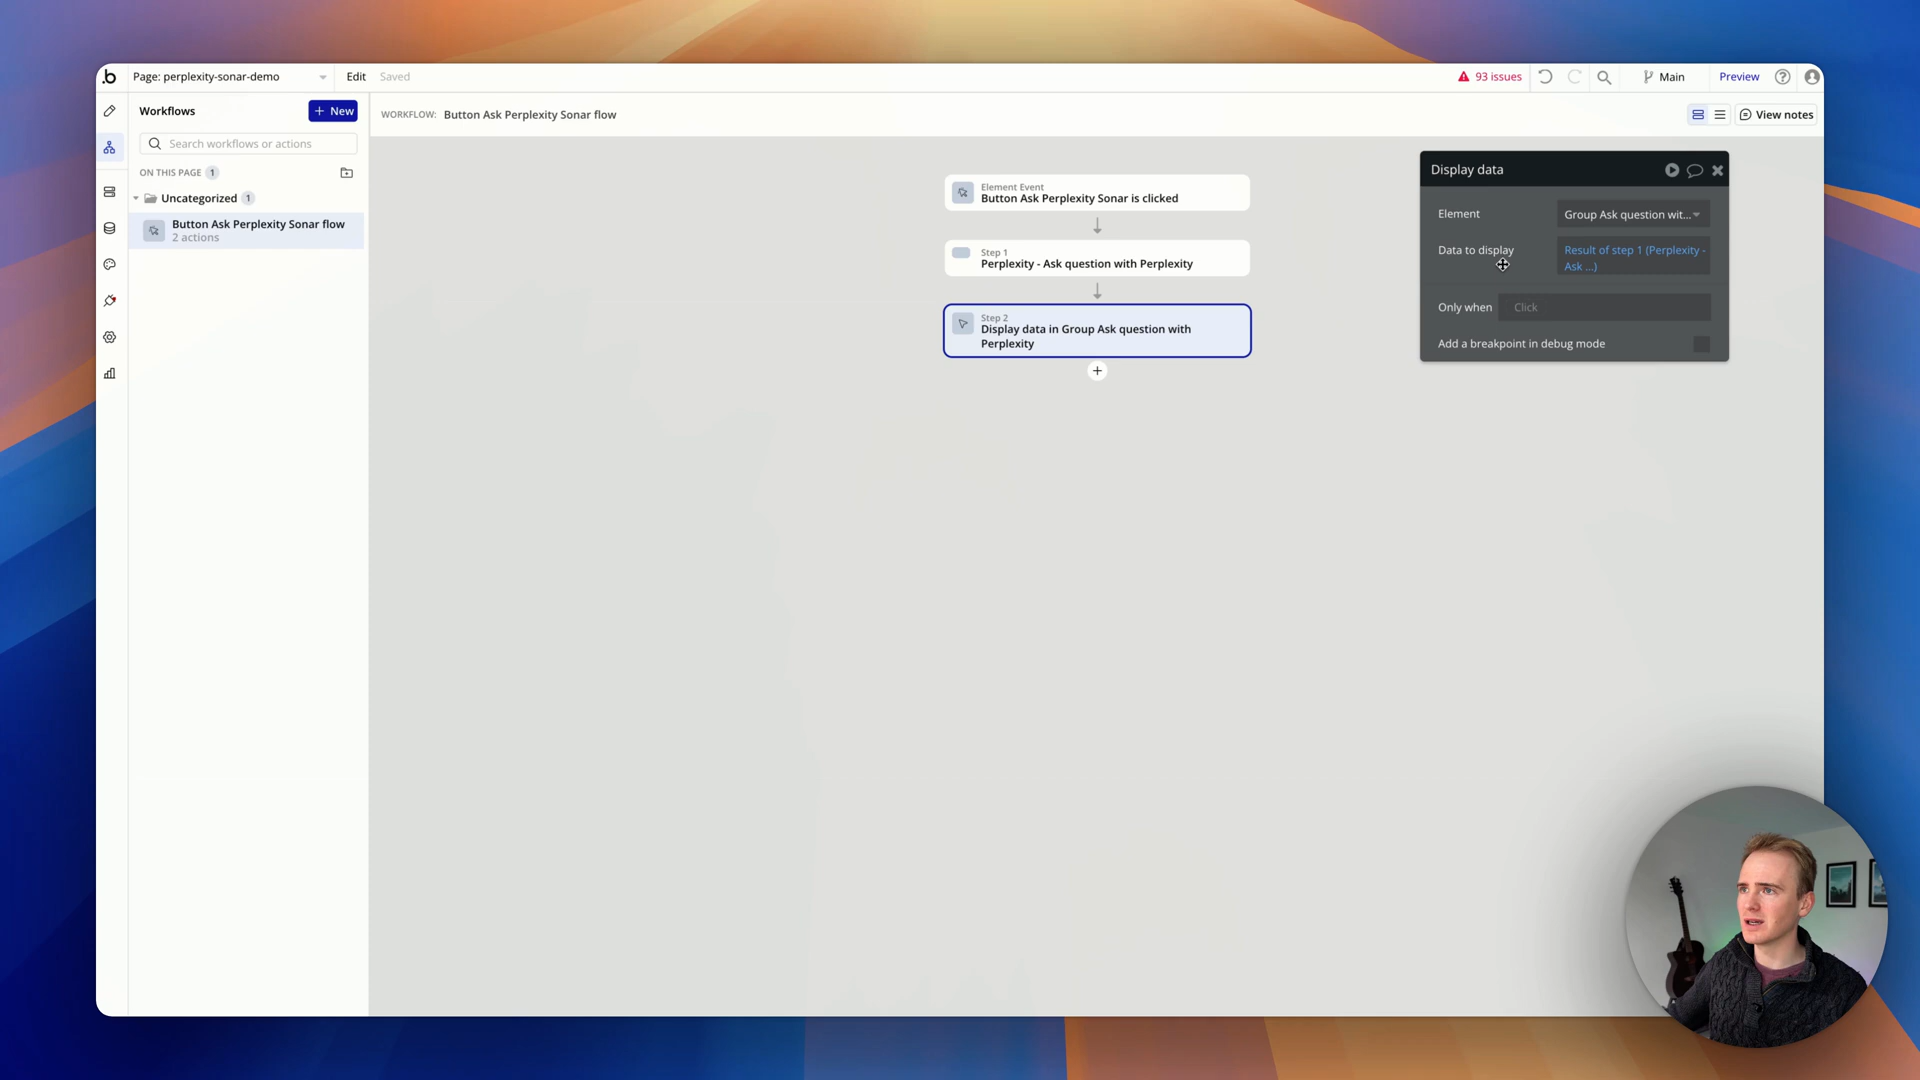 .b
Page: perplexity-sonar-demo
Edit
Saved
93 issues
Main
Preview
Workflows
+ New
WORKFLOW: Button Ask Perplexity Sonar flow
View notes
Search workflows or actions
ON THIS PAGE 1
Uncategorized 1
Button Ask Perplexity Sonar flow
2 actions
Element Event
Button Ask Perplexity Sonar is clicked
Step 1
Perplexity - Ask question with Perplexity
Step 2
Display data in Group Ask question with
Perplexity
Display data
Element
Group Ask question wit...
Data to display
Result of step 1 (Perplexity -
Ask ...)
Only when
Click
Add a breakpoint in debug mode